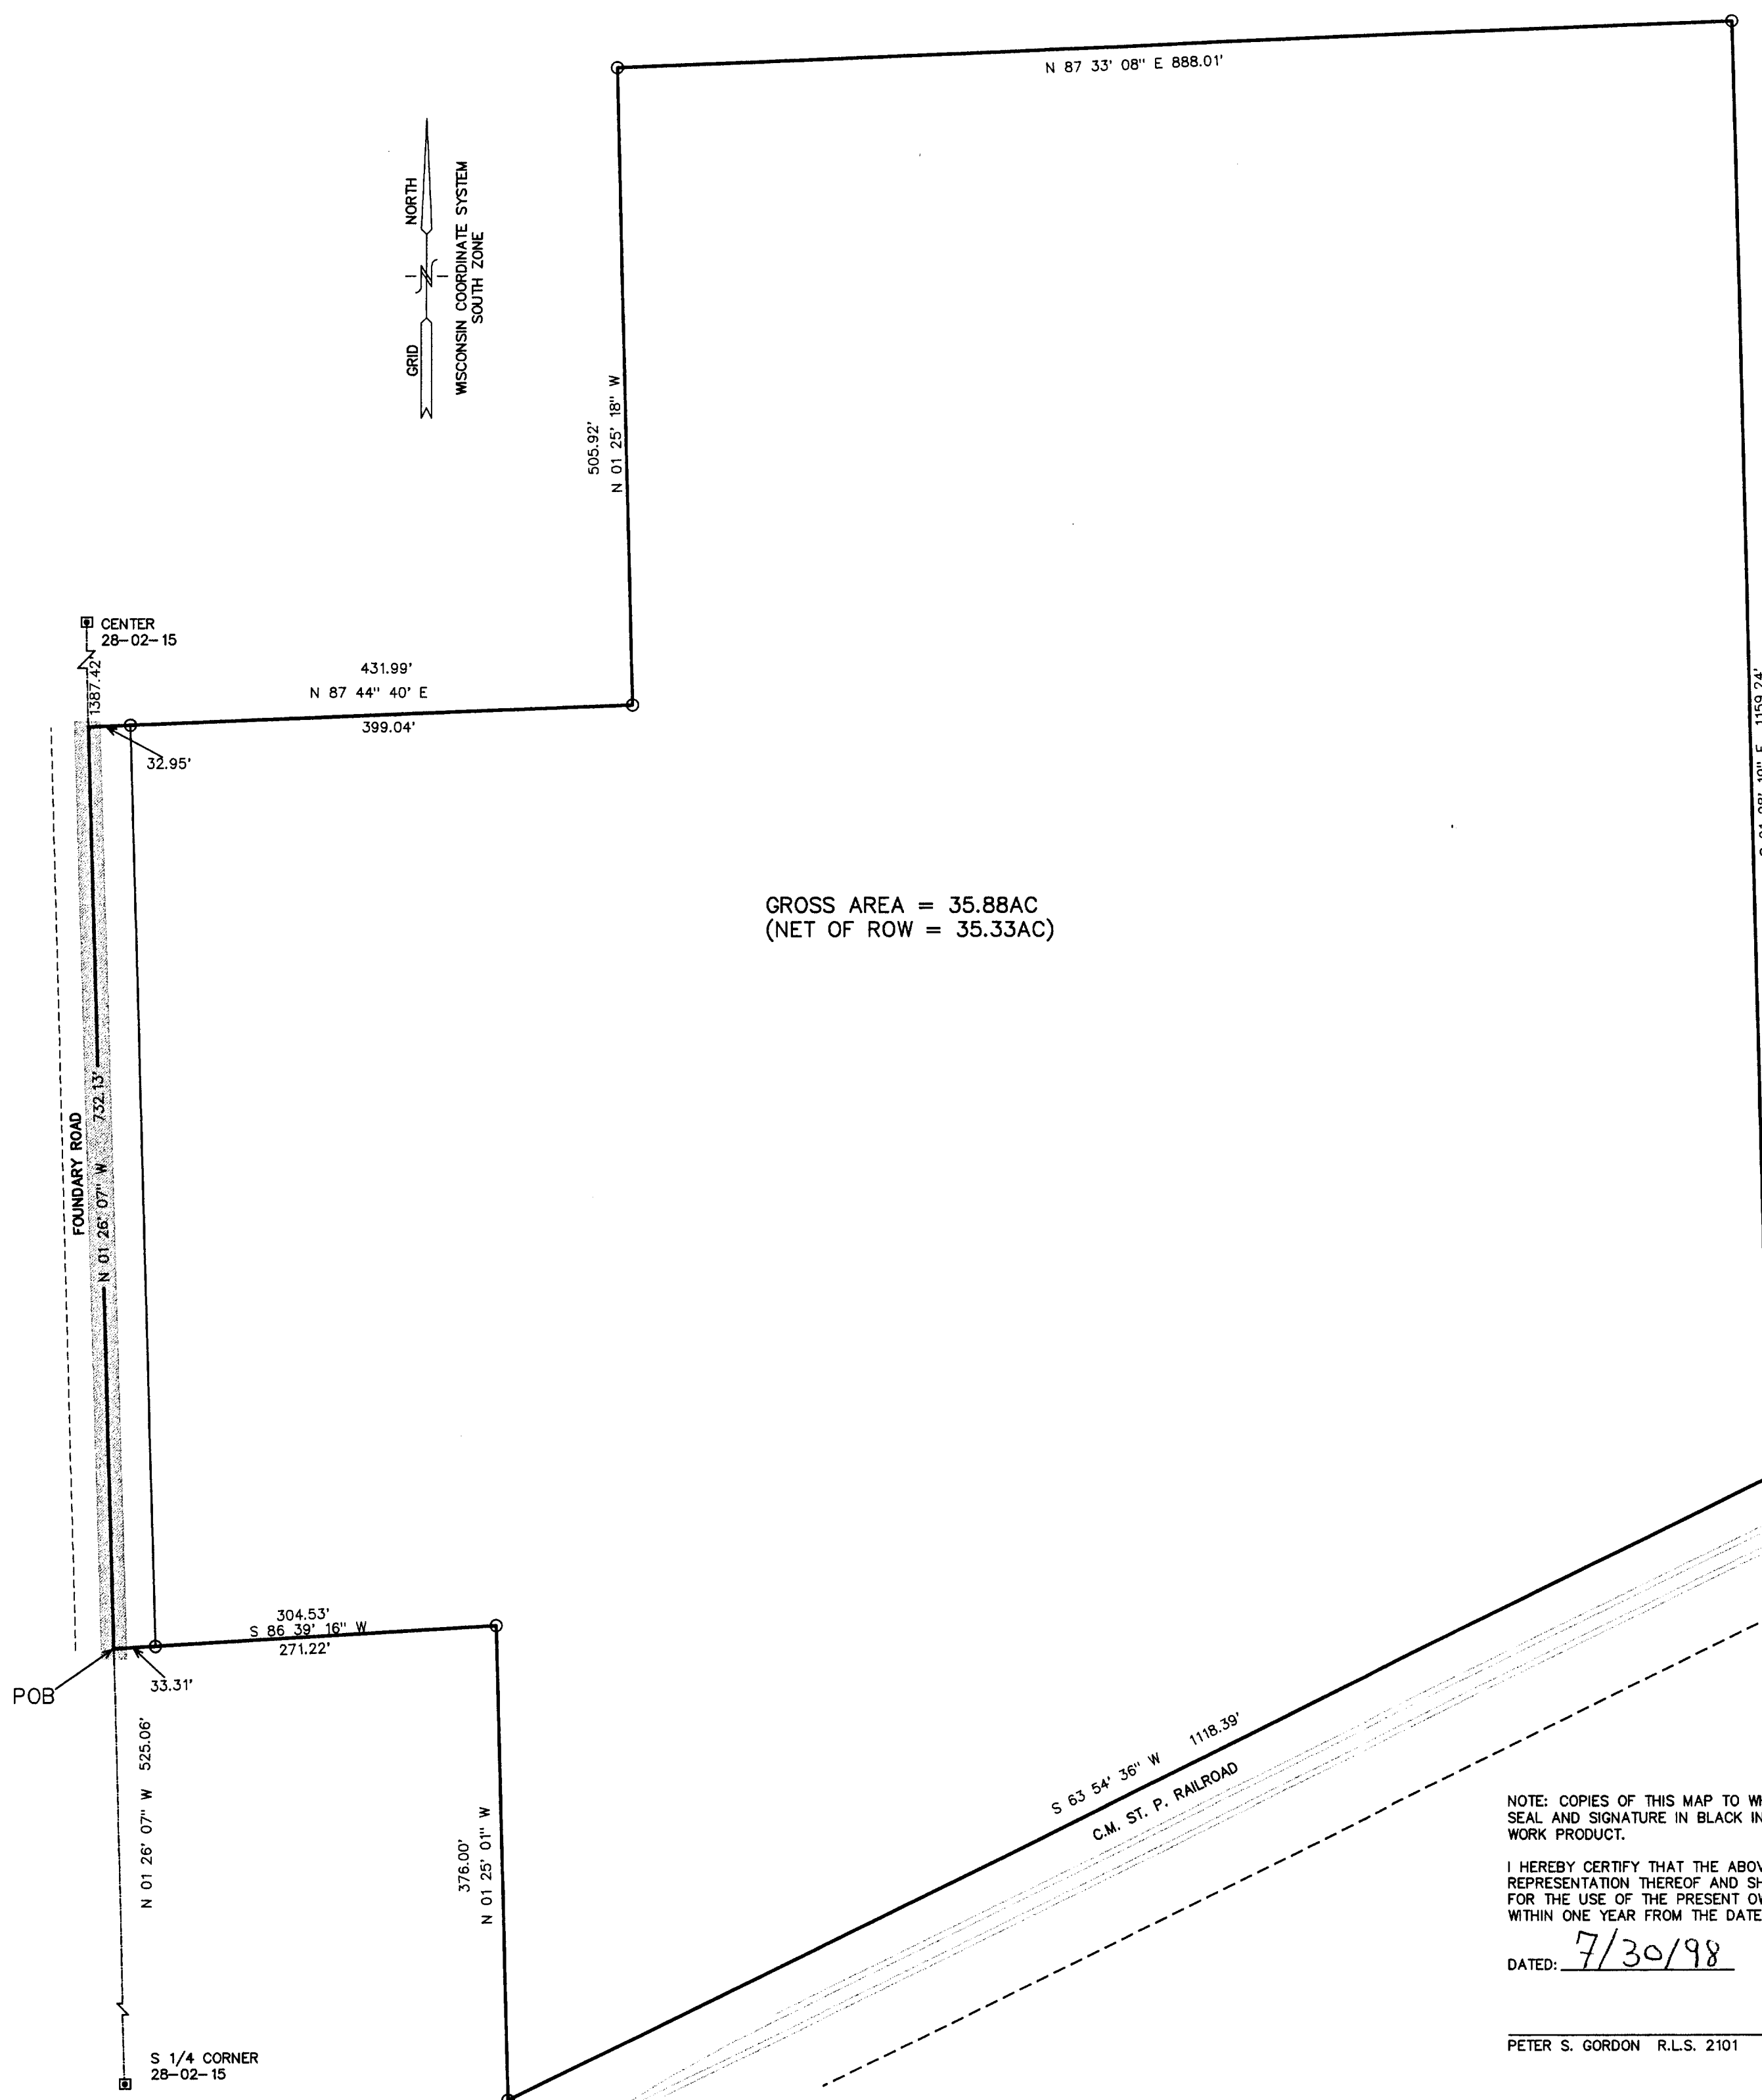 N 87 33' 08" E 888.01'
GRID NORTH
WISCONSIN COORDINATE SYSTEM
SOUTH ZONE
505.92'
N 01 25' 18" W
CENTER
28-02-15
1387.42'
431.99'
N 87 44" 40' E
399.04'
32.95'
1159.24'
GROSS AREA = 35.88AC
(NET OF ROW = 35.33AC)
FOUNDARY ROAD
N 01 26' 07" W 732.13'
304.53'
S 86 39' 16" W
271.22'
33.31'
POB
N 01 26' 07" W 525.06'
376.00'
N 01 25' 01" W
S 63 54' 36" W 1118.39'
C.M. ST. P. RAILROAD
S 1/4 CORNER
28-02-15
NOTE: COPIES OF THIS MAP TO
SEAL AND SIGNATURE IN BLACK
WORK PRODUCT.
I HEREBY CERTIFY THAT THE
REPRESENTATION THEREOF AND
FOR THE USE OF THE PRESENT
WITHIN ONE YEAR FROM THE DATE
DATED: 7/30/98
PETER S. GORDON R.L.S. 2101